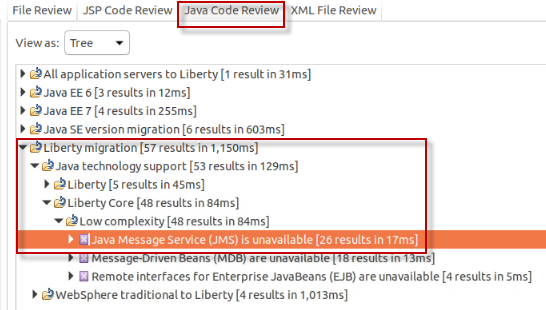 File Review JSP Code Review Java Code Review XML File Review
View as: Tree
All application servers to Liberty [1 result in 31ms]
Java EE 6 [3 results in 12ms]
Java EE 7 [4 results in 255ms]
Java SE version migration [6 results in 603ms]
Liberty migration [57 results in 1,150ms]
Java technology support [53 results in 129ms]
Liberty [5 results in 45ms]
Liberty Core [48 results in 84ms]
Low complexity [48 results in 84ms]
Java Message Service (JMS) is unavailable [26 results in 17ms]
Message-Driven Beans (MDB) are unavailable [18 results in 13ms]
Remote interfaces for Enterprise JavaBeans (EJB) are unavailable [4 results in 5ms]
WebSphere traditional to Liberty [4 results in 1,013ms]